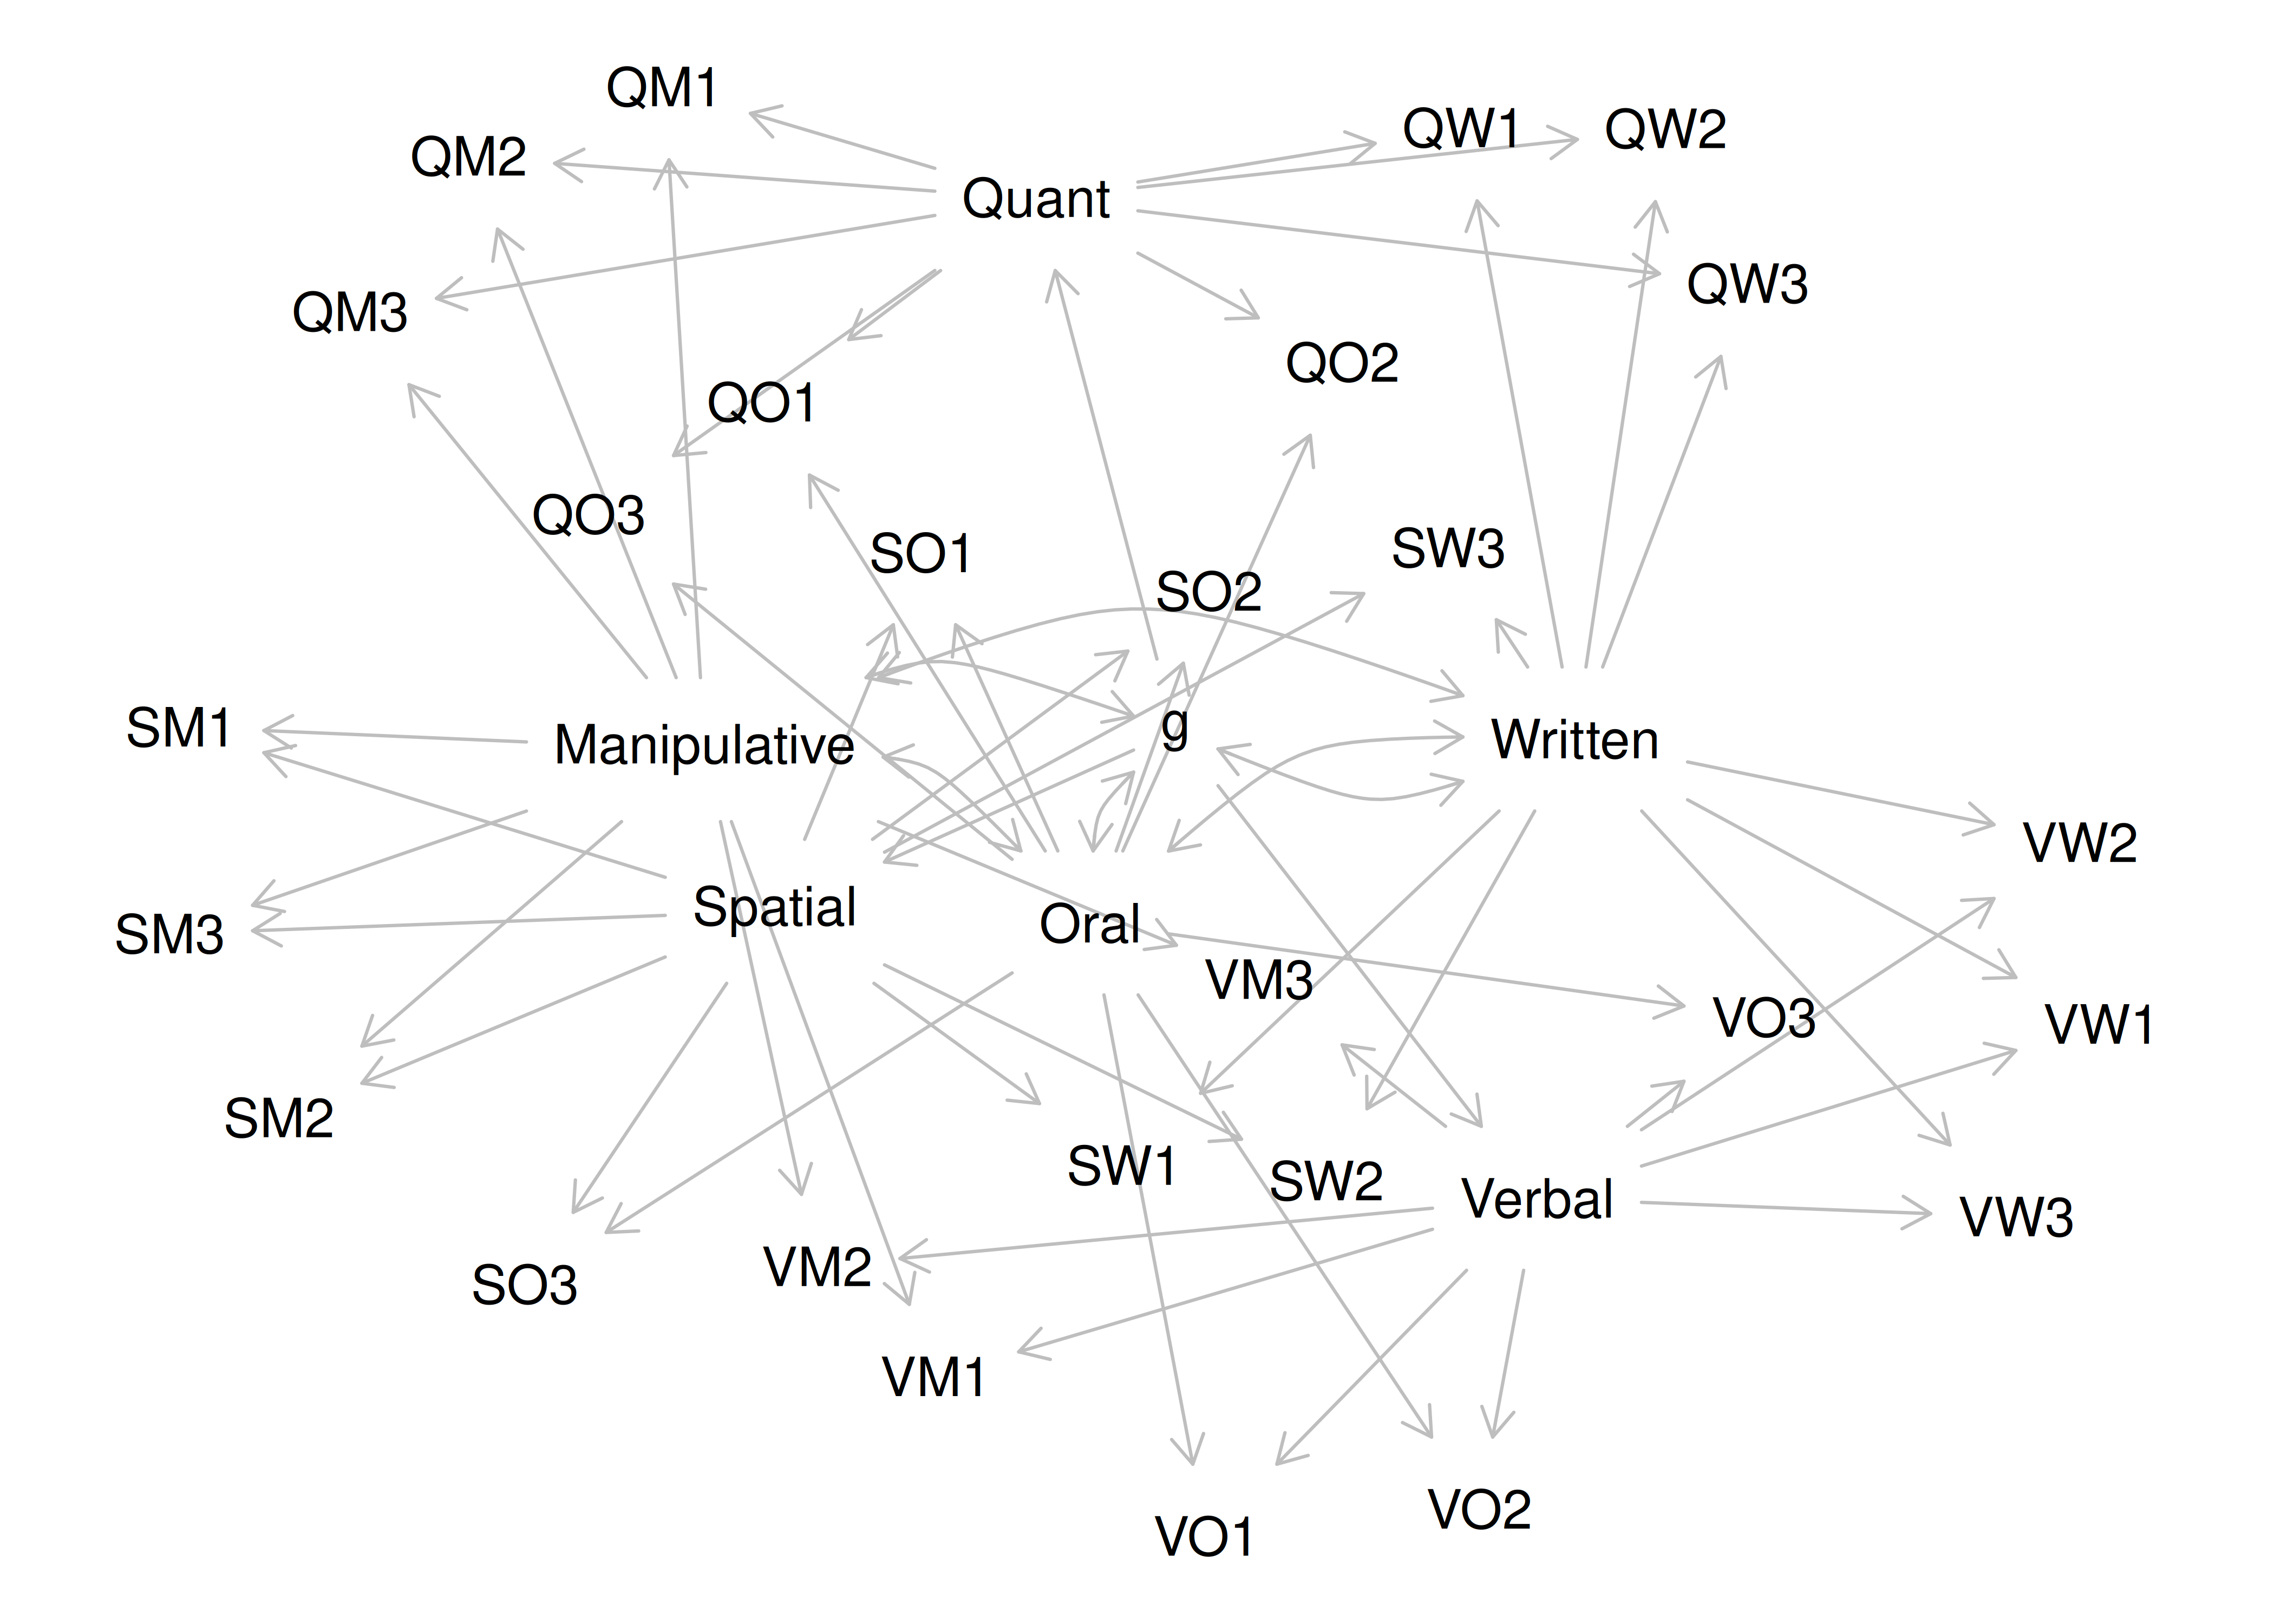 QM1
QM2
QW1
QW2
Quant
QM3
QW3
QO2
QO1
QO3
SO1
SW3
SO2
SM1
g
Manipulative
Written
VW2
Spatial
Oral
SM3
VM3
VO3
VW1
SM2
SW1
SW2
Verbal
VW3
VM2
SO3
VM1
VO2
VO1